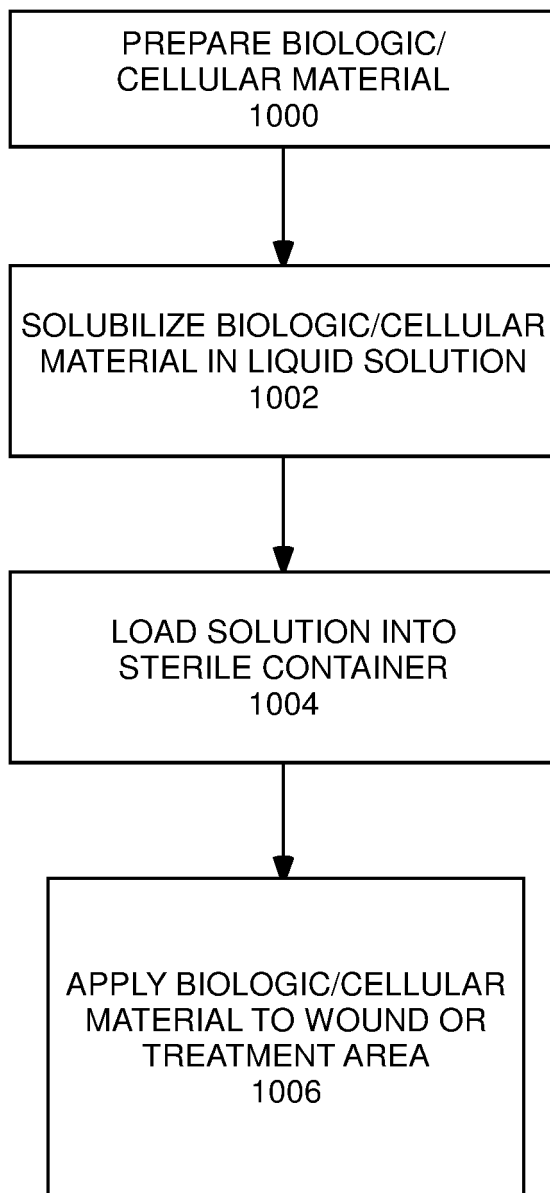 PREPARE BIOLOGIC/
CELLULAR MATERIAL
1000
SOLUBILIZE BIOLOGIC/CELLULAR
MATERIAL IN LIQUID SOLUTION
1002
LOAD SOLUTION INTO
STERILE CONTAINER
1004
APPLY BIOLOGIC/CELLULAR
MATERIAL TO WOUND OR
TREATMENT AREA
1006